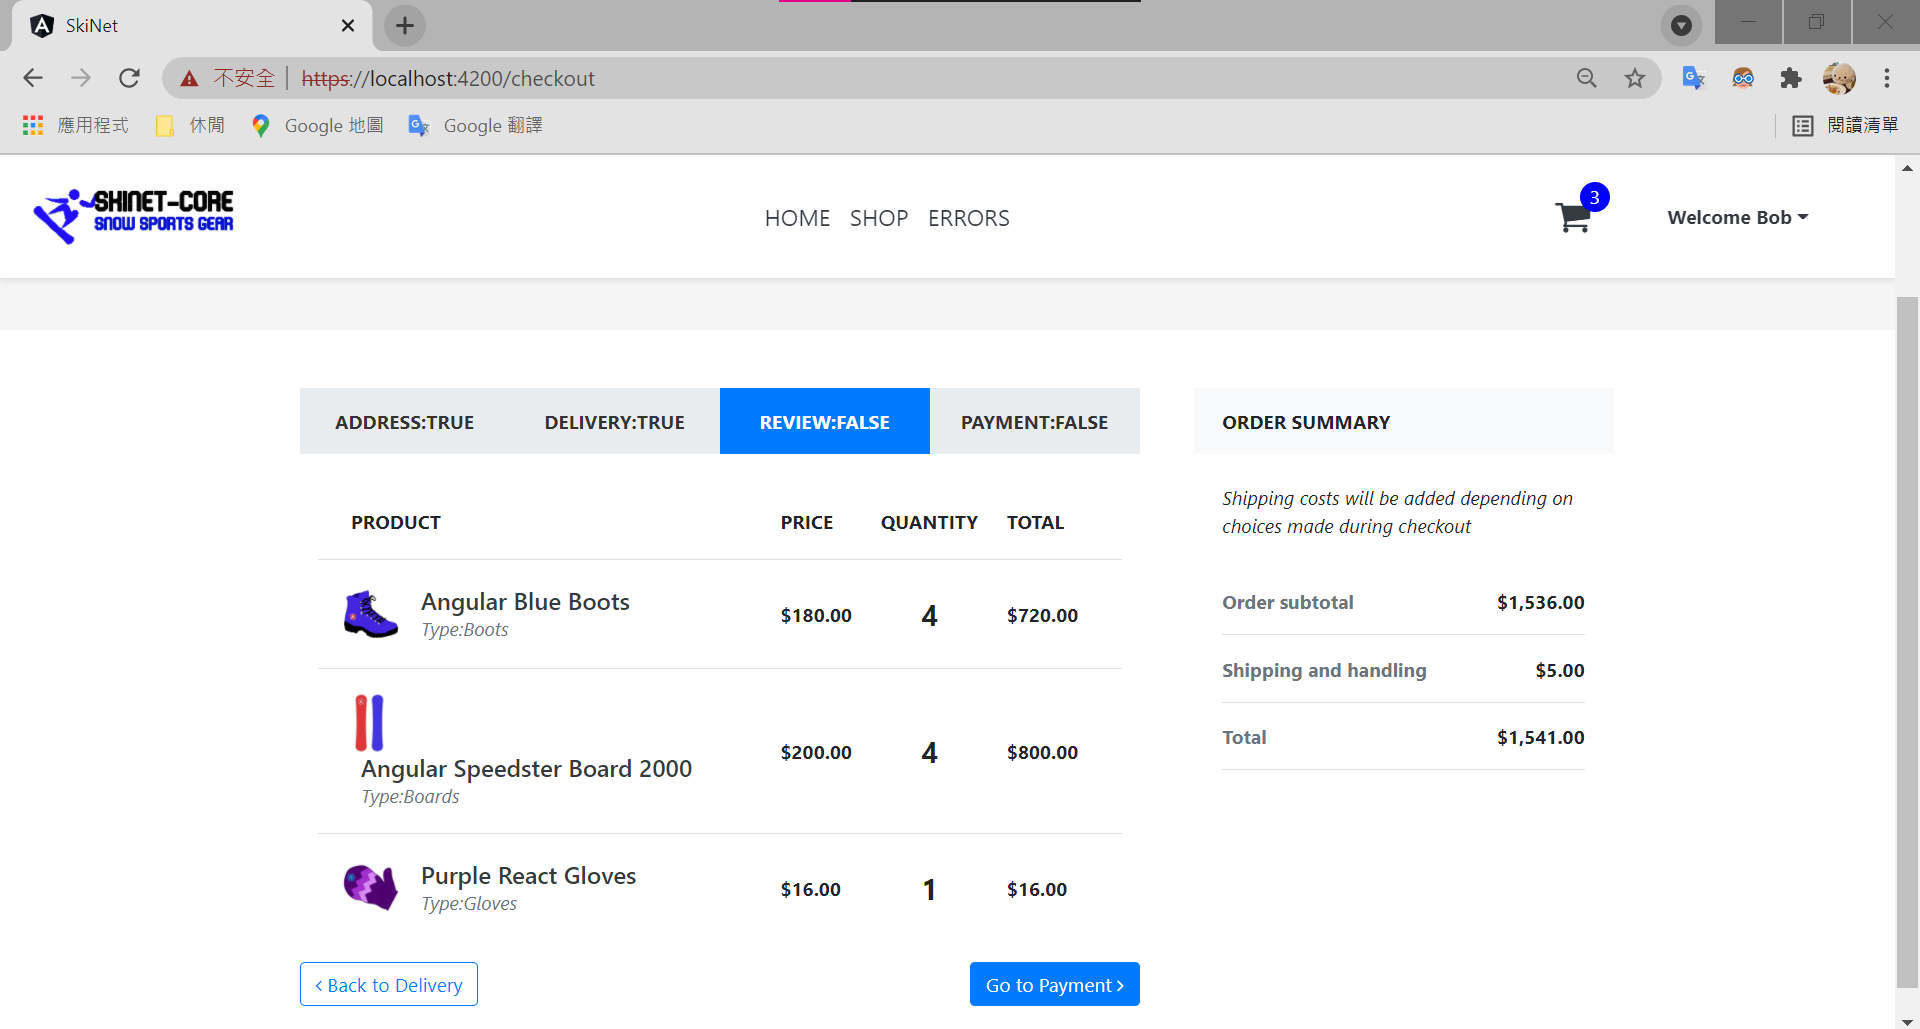 SkiNet
不安全 https://localhost:4200/checkout
應用程式 休閒 Google 地圖 Google 翻譯 閱讀清單
SKINET-CORE
SNOW SPORTS GEAR
HOME SHOP ERRORS
3
Welcome Bob
ADDRESS:TRUE DELIVERY:TRUE REVIEW:FALSE PAYMENT:FALSE
PRODUCT PRICE QUANTITY TOTAL
Angular Blue Boots
Type:Boots
$180.00 4 $720.00
Angular Speedster Board 2000
Type:Boards
$200.00 4 $800.00
Purple React Gloves
Type:Gloves
$16.00 1 $16.00
Back to Delivery
Go to Payment
ORDER SUMMARY
Shipping costs will be added depending on
choices made during checkout
Order subtotal $1,536.00
Shipping and handling $5.00
Total $1,541.00